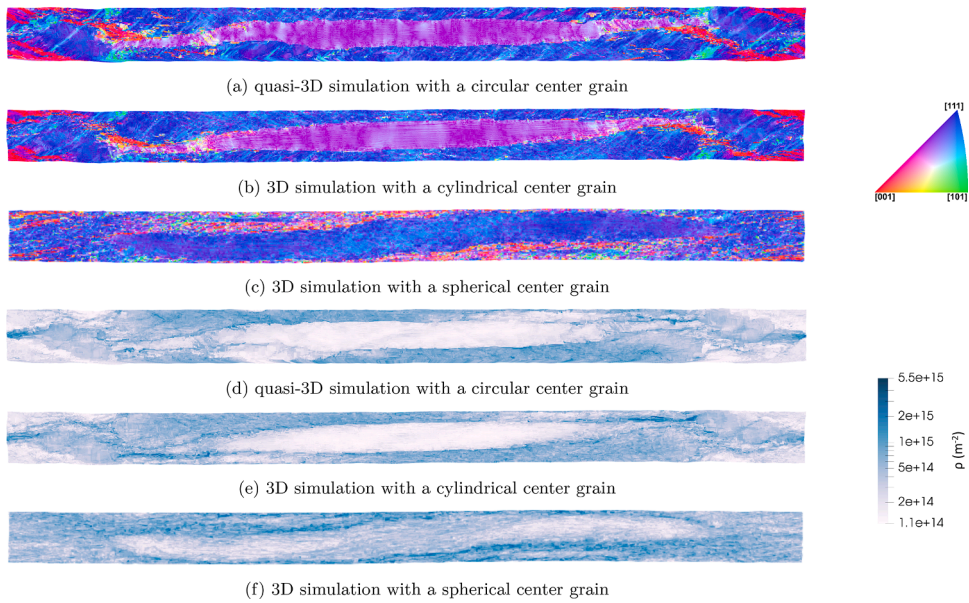 (a) quasi-3D simulation with a circular center grain
[111]
(b) 3D simulation with a cylindrical center grain
[001]
[101]
(c) 3D simulation with a spherical center grain
(d) quasi-3D simulation with a circular center grain
5.5e+15
2e+15
1e+15
5e+14
2e+14
1.1e+14
ρ (m⁻²)
(e) 3D simulation with a cylindrical center grain
(f) 3D simulation with a spherical center grain